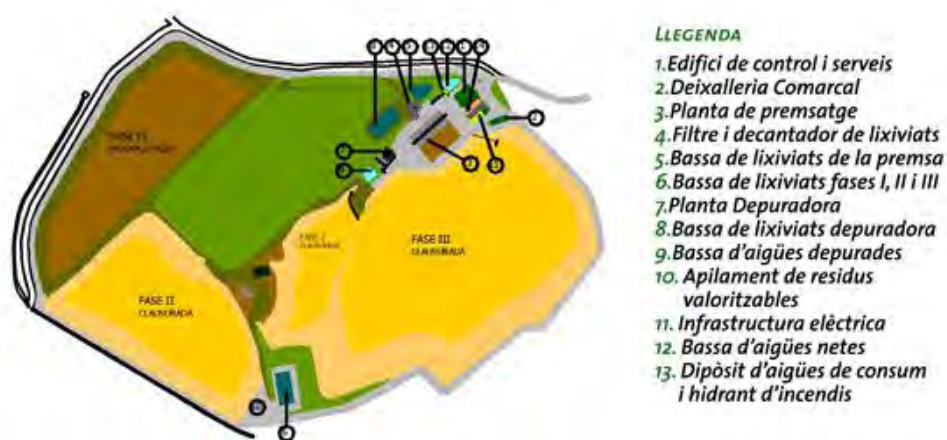 FASE I
CLAUSURADA
FASE III
CLAUSURADA
FASE II
CLAUSURADA
LLEGENDA
1.Edifici de control i serveis
2.Deixalleria Comarcal
3.Planta de premsatge
4.Filtre i decantador de lixiviats
5.Bassa de lixiviats de la premsa
6.Bassa de lixiviats fases I, II i III
7.Planta Depuradora
8.Bassa de lixiviats depuradora
9.Bassa d'aigües depurades
10. Apilament de residus
valoritzables
11. Infrastructura elèctrica
12. Bassa d'aigües netes
13. Dipòsit d'aigües de consum
i hidrant d'incendis